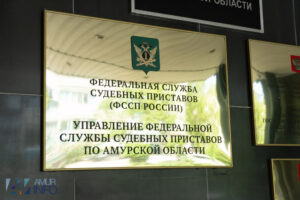 ОБЛАСТИ
ФЕДЕРАЛЬНАЯ СЛУЖБА
СУДЕБНЫХ ПРИСТАВОВ
(ФССП РОССИИ)
УПРАВЛЕНИЕ ФЕДЕРАЛЬНОЙ
СЛУЖБЫ СУДЕБНЫХ ПРИСТАВОВ
ПО АМУРСКОЙ ОБЛАСТИ
AMUR
INFO